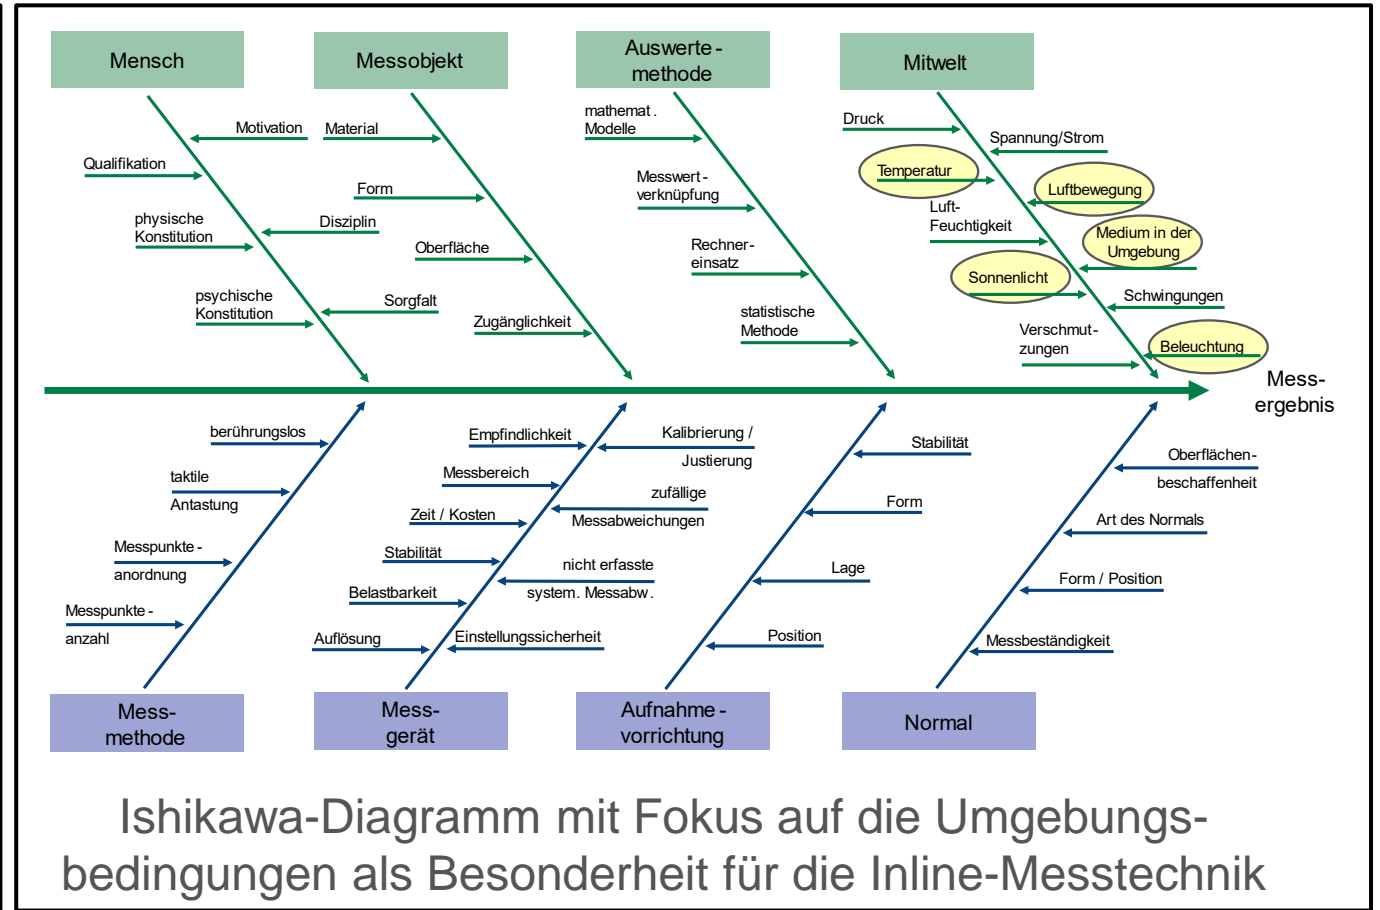 Mensch
Messobjekt
Auswerte-
methode
Mitwelt
Motivation
Qualifikation
physische
Konstitution
Disziplin
psychische
Konstitution
Sorgfalt
Material
Form
Oberfläche
Zugänglichkeit
mathemat.
Modelle
Messwert-
verknüpfung
Rechner-
einsatz
statistische
Methode
Druck
Spannung/Strom
Temperatur
Luftbewegung
Luft-
Feuchtigkeit
Medium in der
Umgebung
Sonnenlicht
Schwingungen
Verschmut-
zungen
Beleuchtung
Mess-
ergebnis
berührungslos
taktile
Antastung
Messpunkte-
anordnung
Messpunkte-
anzahl
Empfindlichkeit
Kalibrierung /
Justierung
Messbereich
zufällige
Messabweichungen
Zeit / Kosten
Stabilität
nicht erfasste
system. Messabw.
Belastbarkeit
Auflösung
Einstellungssicherheit
Stabilität
Form
Lage
Position
Oberflächen-
beschaffenheit
Art des Normals
Form / Position
Messbeständigkeit
Mess-
methode
Mess-
gerät
Aufnahme-
vorrichtung
Normal
Ishikawa-Diagramm mit Fokus auf die Umgebungs-
bedingungen als Besonderheit für die Inline-Messtechnik